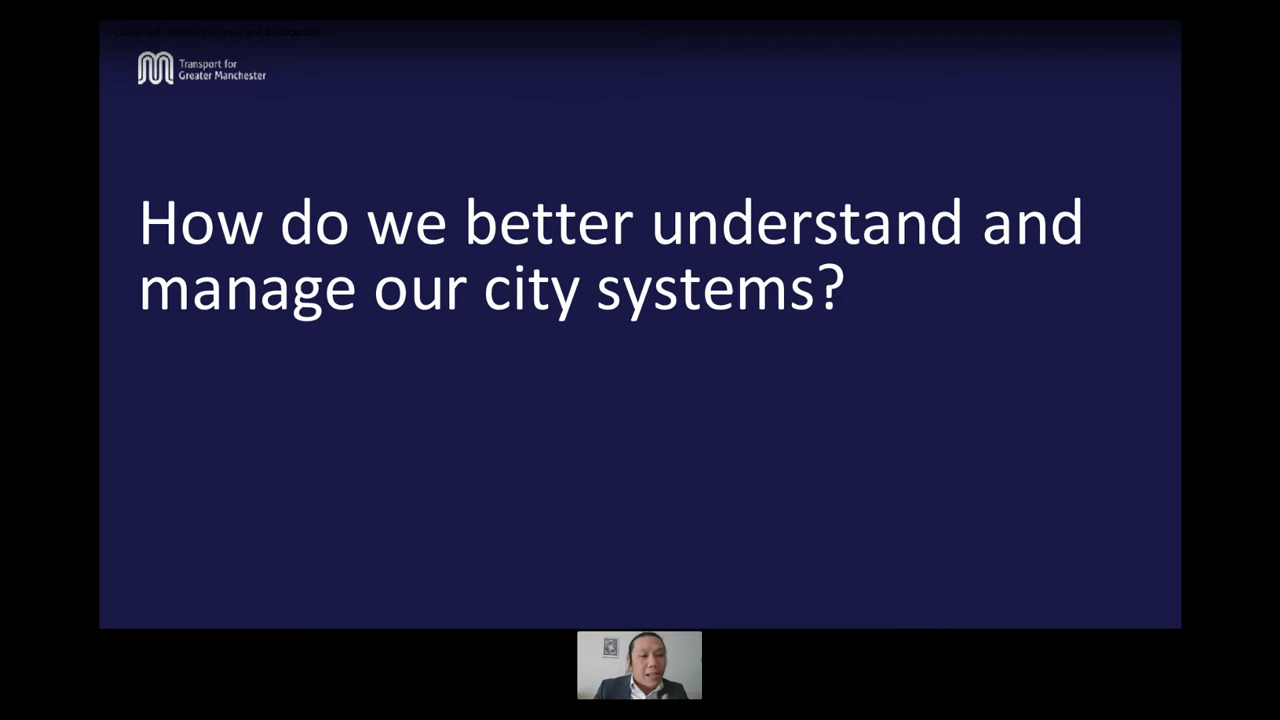 Transport for
Greater Manchester
How do we better understand and
manage our city systems?